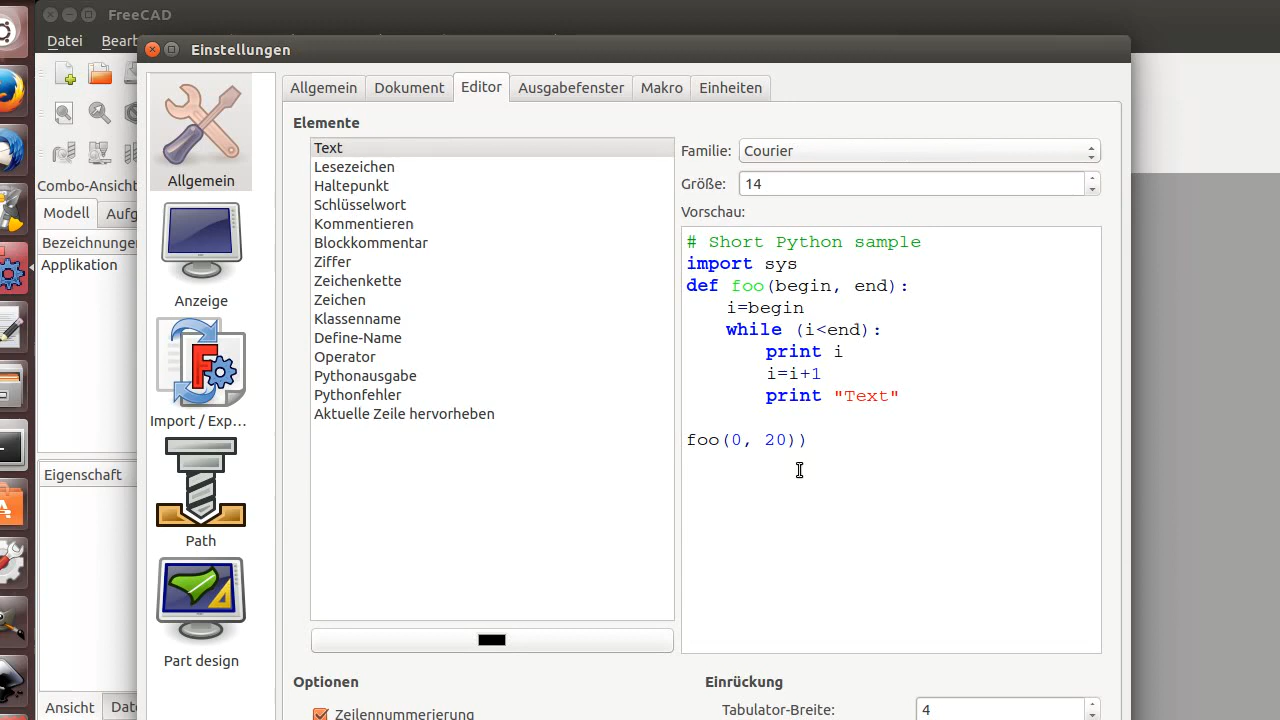 FreeCAD
Datei Bearb
Einstellungen
Allgemein Dokument Editor Ausgabefenster Makro Einheiten
Elemente
Text
Lesezeichen
Haltepunkt
Schlüsselwort
Kommentieren
Blockkommentar
Ziffer
Zeichenkette
Zeichen
Klassenname
Define-Name
Operator
Pythonausgabe
Pythonfehler
Aktuelle Zeile hervorheben
Familie: Courier
Größe: 14
Vorschau:
# Short Python sample
import sys
def foo(begin, end):
    i=begin
    while (i<end):
        print i
        i=i+1
        print "Text"
foo(0, 20))
Allgemein
Anzeige
Import / Exp...
Path
Part design
Combo-Ansicht
Modell Aufg
Bezeichnungen
Applikation
Eigenschaft
Ansicht Date
Optionen
Zeilennummerierung
Einrückung
Tabulator-Breite: 4